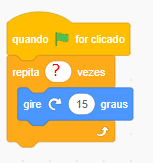 quando for clicado
repita ? vezes
gire 15 graus